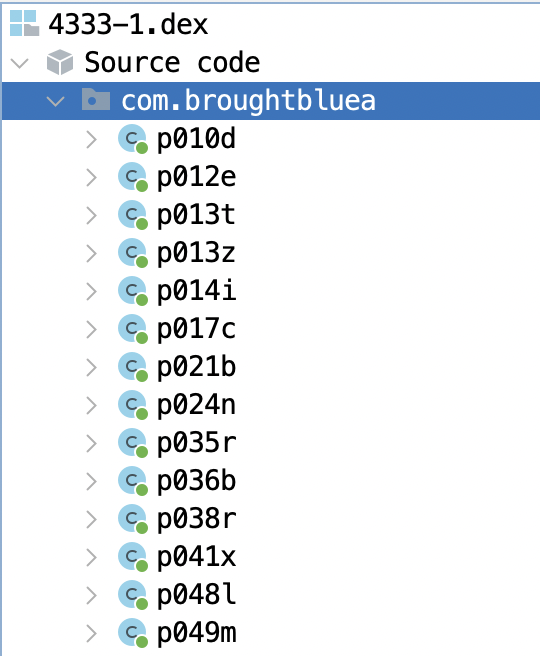 4333-1.dex
Source code
com.broughtbluea
p010d
p012e
p013t
p013z
p014i
p017c
p021b
p024n
p035r
p036b
p038r
p041x
p048l
p049m